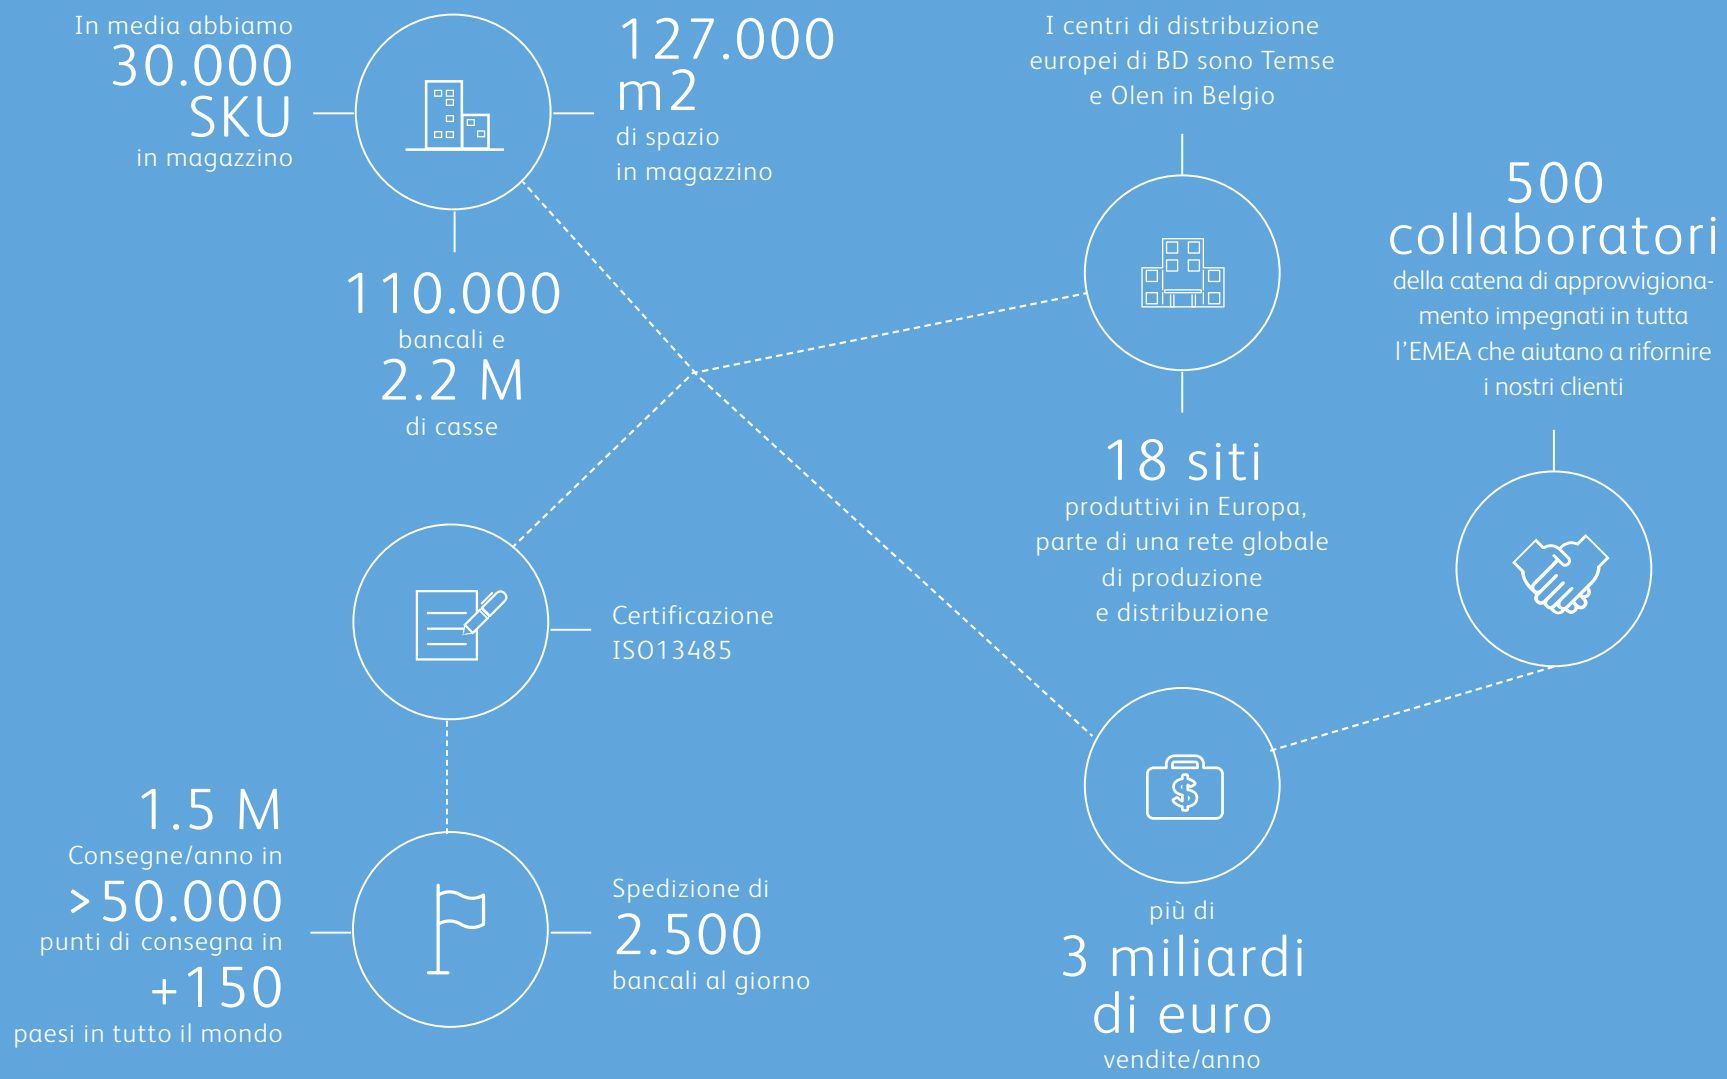 In media abbiamo
30.000
SKU
in magazzino
127.000
m2
di spazio
in magazzino
110.000
bancali e
2.2 M
di casse
I centri di distribuzione
europei di BD sono Temse
e Olen in Belgio
18 siti
produttivi in Europa,
parte di una rete globale
di produzione
e distribuzione
500
collaboratori
della catena di approvvigiona-
mento impegnati in tutta
l’EMEA che aiutano a rifornire
i nostri clienti
Certificazione
ISO13485
1.5 M
Consegne/anno in
>50.000
punti di consegna in
+150
paesi in tutto il mondo
Spedizione di
2.500
bancali al giorno
$
più di
3 miliardi
di euro
vendite/anno